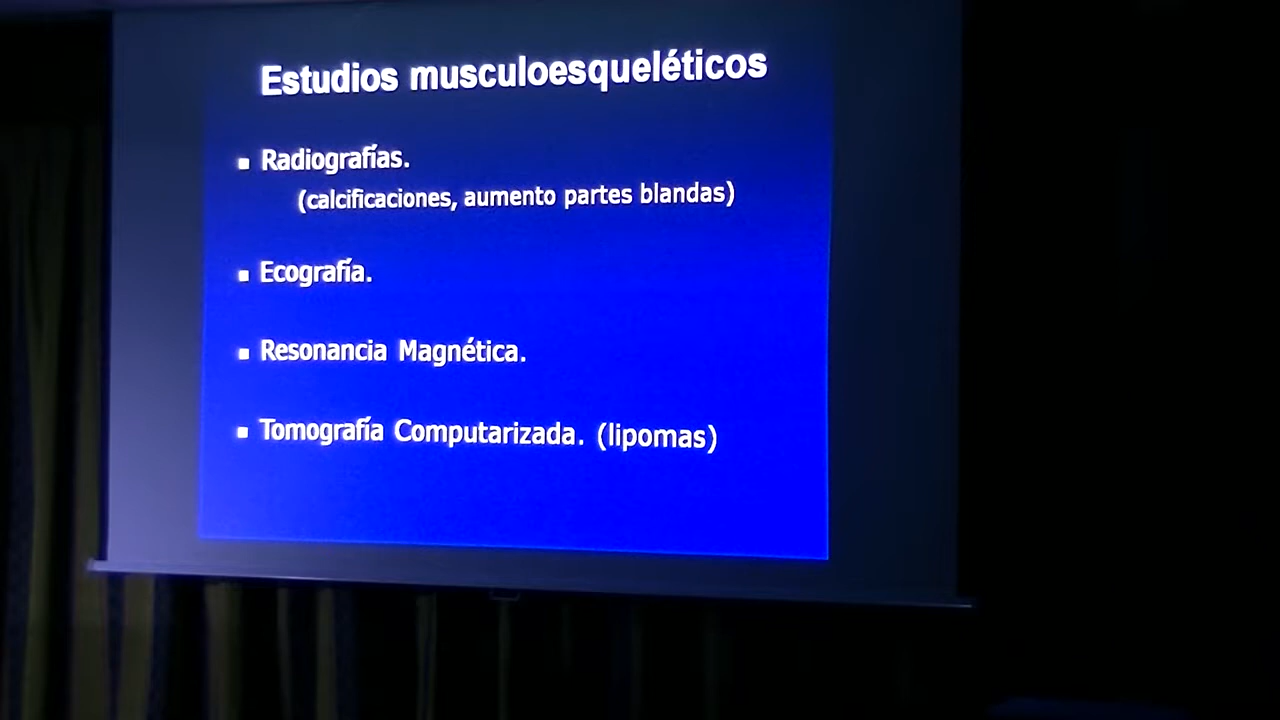 Estudios musculoesqueléticos
▪ Radiografías.
(calcificaciones, aumento partes blandas)
▪ Ecografía.
▪ Resonancia Magnética.
▪ Tomografía Computarizada. (lipomas)